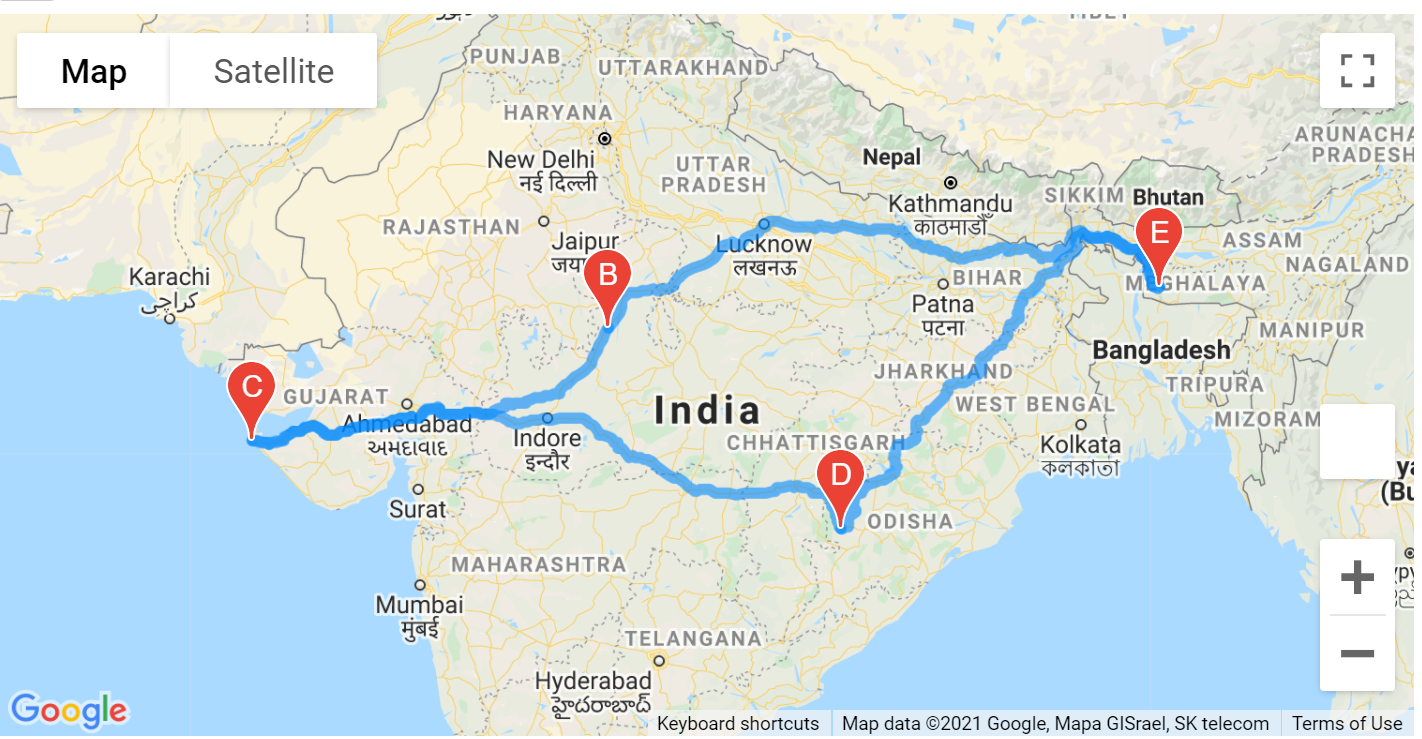 Map
Satellite
PUNJAB
UTTARAKHAND
HARYANA
New Delhi
नई दिल्ली
UTTAR
PRADESH
Nepal
Kathmandu
काठमाडौँ
SIKKIM
Bhutan
ARUNACHA
PRADESH
RAJASTHAN
Jaipur
Lucknow
लखनऊ
E
ASSAM
NAGALAND
Karachi
کراچی
B
BIHAR
MEGHALAYA
Patna
पटना
MANIPUR
Bangladesh
C
GUJARAT
JHARKHAND
TRIPURA
Ahmedabad
અમદાવાદ
India
WEST BENGAL
MIZORAM
Indore
इन्दौर
CHHATTISGARH
Kolkata
কলকাতা
D
Surat
ODISHA
(Bu
MAHARASHTRA
Mumbai
मुंबई
TELANGANA
Hyderabad
హైదరాబాద్
Google
Keyboard shortcuts
Map data ©2021 Google, Mapa GISrael, SK telecom
Terms of Use